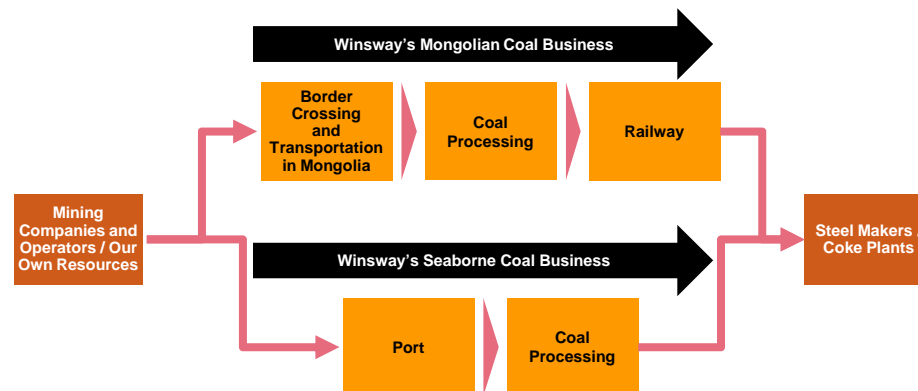 Winsway's Mongolian Coal Business
Border
Crossing
and
Transportation
in Mongolia
Coal
Processing
Railway
Mining
Companies and
Operators / Our
Own Resources
Steel Makers /
Coke Plants
Winsway's Seaborne Coal Business
Port
Coal
Processing